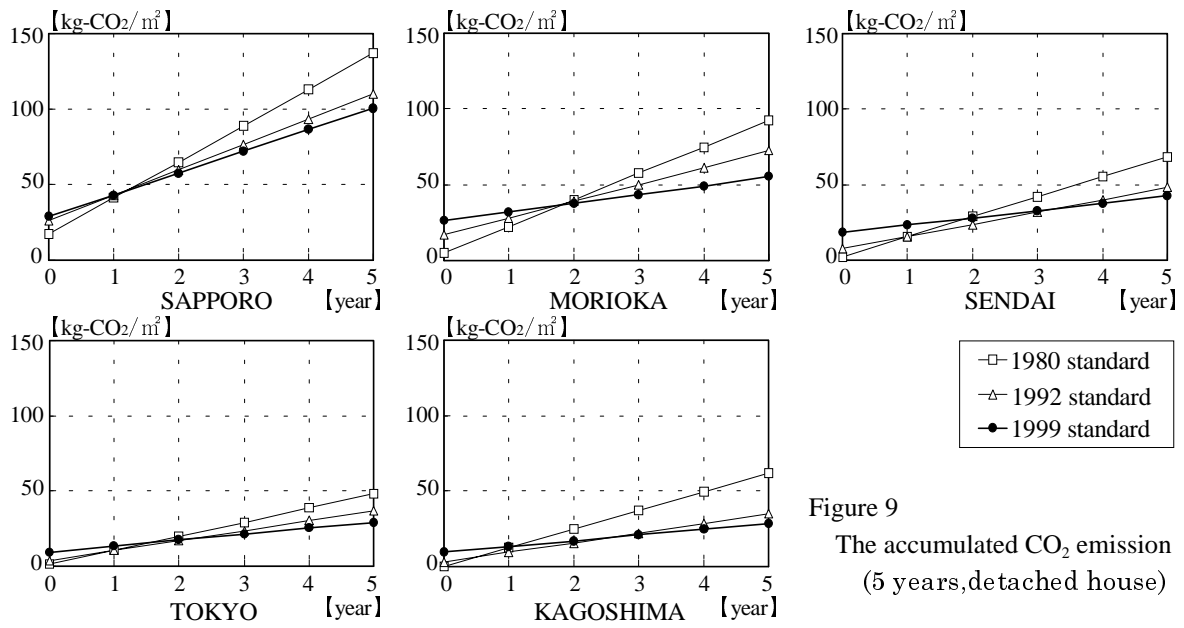 【kg-CO2/㎡】
150
100
50
0
0 1 2 3 4 5
SAPPORO 【year】
【kg-CO2/㎡】
150
100
50
0
0 1 2 3 4 5
MORIOKA 【year】
【kg-CO2/㎡】
150
100
50
0
0 1 2 3 4 5
SENDAI 【year】
【kg-CO2/㎡】
150
100
50
0
0 1 2 3 4 5
TOKYO 【year】
【kg-CO2/㎡】
150
100
50
0
0 1 2 3 4 5
KAGOSHIMA 【year】
1980 standard
1992 standard
1999 standard
Figure 9
The accumulated CO2 emission
(5 years,detached house)